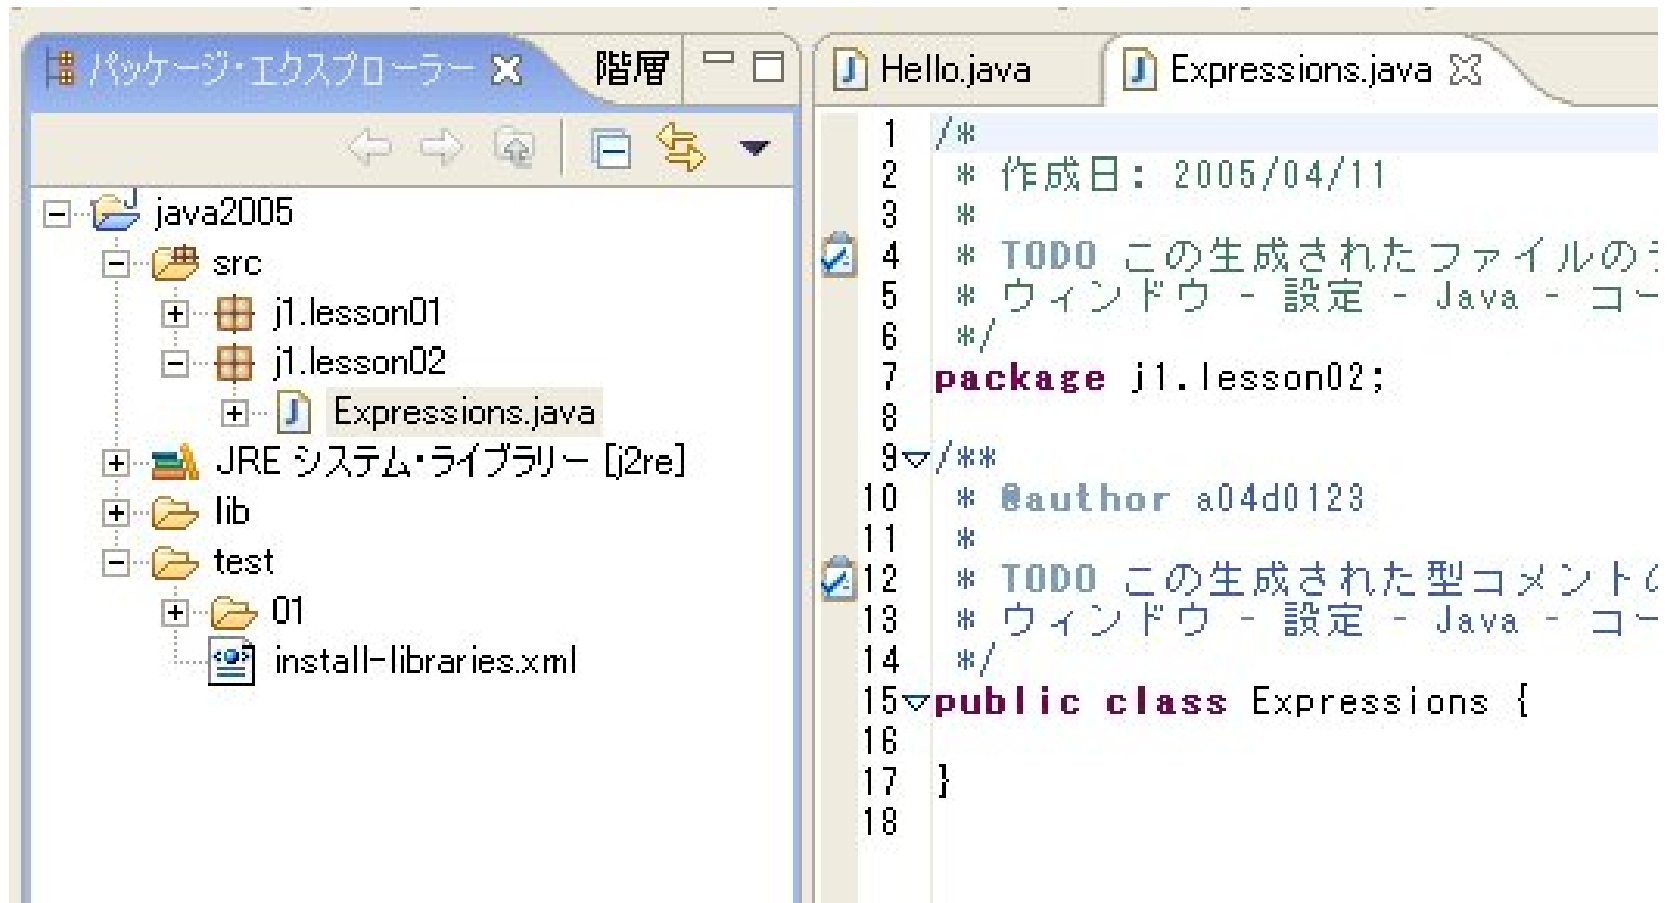 パッケージ・エクスプローラー 階層
java2005
src
j1.lesson01
j1.lesson02
Expressions.java
JRE システム・ライブラリー [j2re]
lib
test
01
install-libraries.xml
Hello.java Expressions.java
1 /*
2 * 作成日: 2005/04/11
3 *
4 * TODO この生成されたファイルの
5 * ウィンドウ - 設定 - Java - コー
6 */
7 package j1.lesson02;
8
9 /**
10 * @author a04d0123
11 *
12 * TODO この生成された型コメントの
13 * ウィンドウ - 設定 - Java - コー
14 */
15 public class Expressions {
16
17 }
18